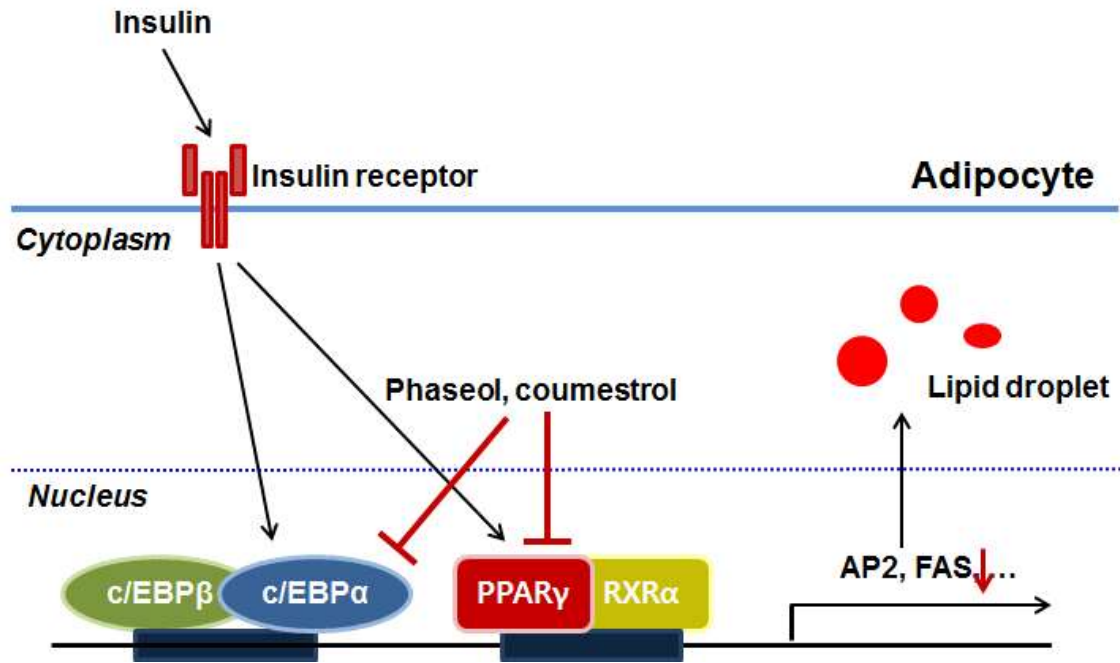 Insulin
Insulin receptor
Adipocyte
Cytoplasm
Phaseol, coumestrol
Lipid droplet
Nucleus
AP2, FAS,...
c/EBPβ
c/EBPα
PPARγ
RXRα